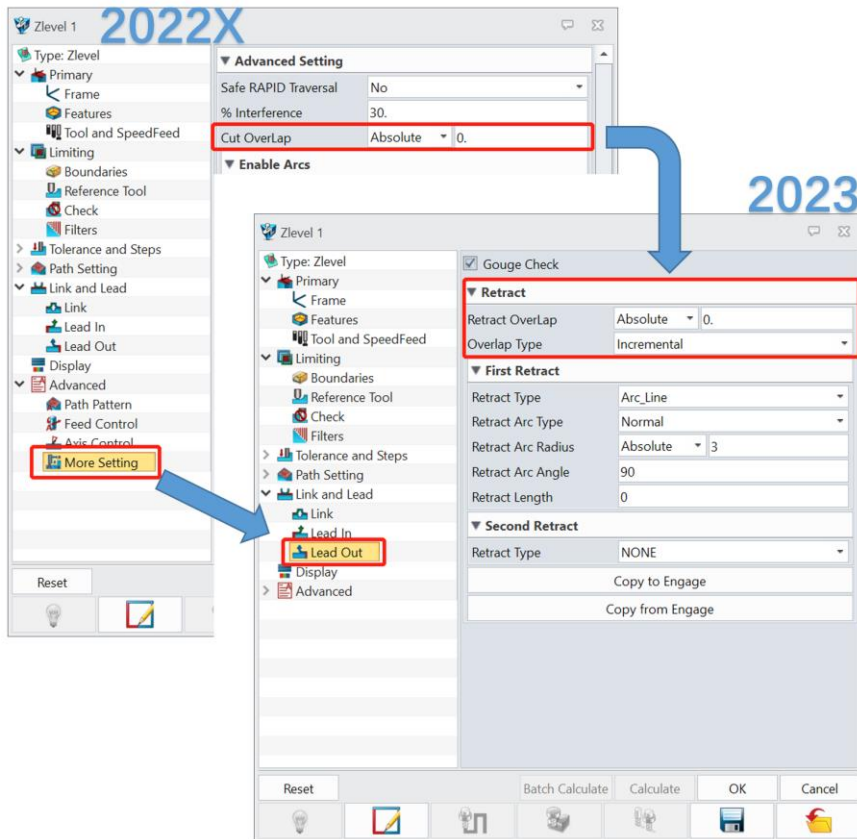 2022X
Zlevel 1
Type: Zlevel
Primary
Frame
Features
Tool and SpeedFeed
Limiting
Boundaries
Reference Tool
Check
Filters
Tolerance and Steps
Path Setting
Link and Lead
Link
Lead In
Lead Out
Display
Advanced
Path Pattern
Feed Control
Axis Control
More Setting
Reset
Advanced Setting
Safe RAPID Traversal No
% Interference 30.
Cut OverLap Absolute 0.
Enable Arcs
2023
Zlevel 1
Type: Zlevel
Primary
Frame
Features
Tool and SpeedFeed
Limiting
Boundaries
Reference Tool
Check
Filters
Tolerance and Steps
Path Setting
Link and Lead
Link
Lead In
Lead Out
Display
Advanced
Gouge Check
Retract
Retract OverLap Absolute 0.
Overlap Type Incremental
First Retract
Retract Type Arc_Line
Retract Arc Type Normal
Retract Arc Radius Absolute 3
Retract Arc Angle 90
Retract Length 0
Second Retract
Retract Type NONE
Copy to Engage
Copy from Engage
Reset Batch Calculate Calculate OK Cancel